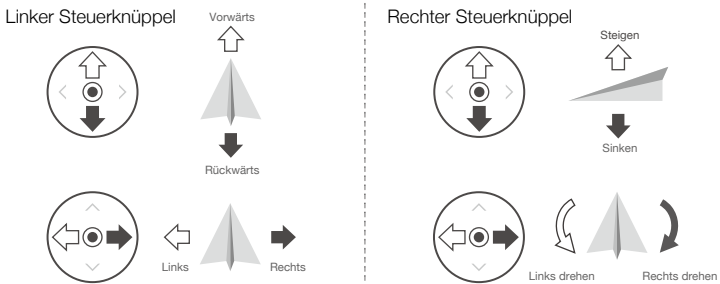 Linker Steuerknüppel
Vorwärts
Rückwärts
Links
Rechts
Rechter Steuerknüppel
Steigen
Sinken
Links drehen
Rechts drehen